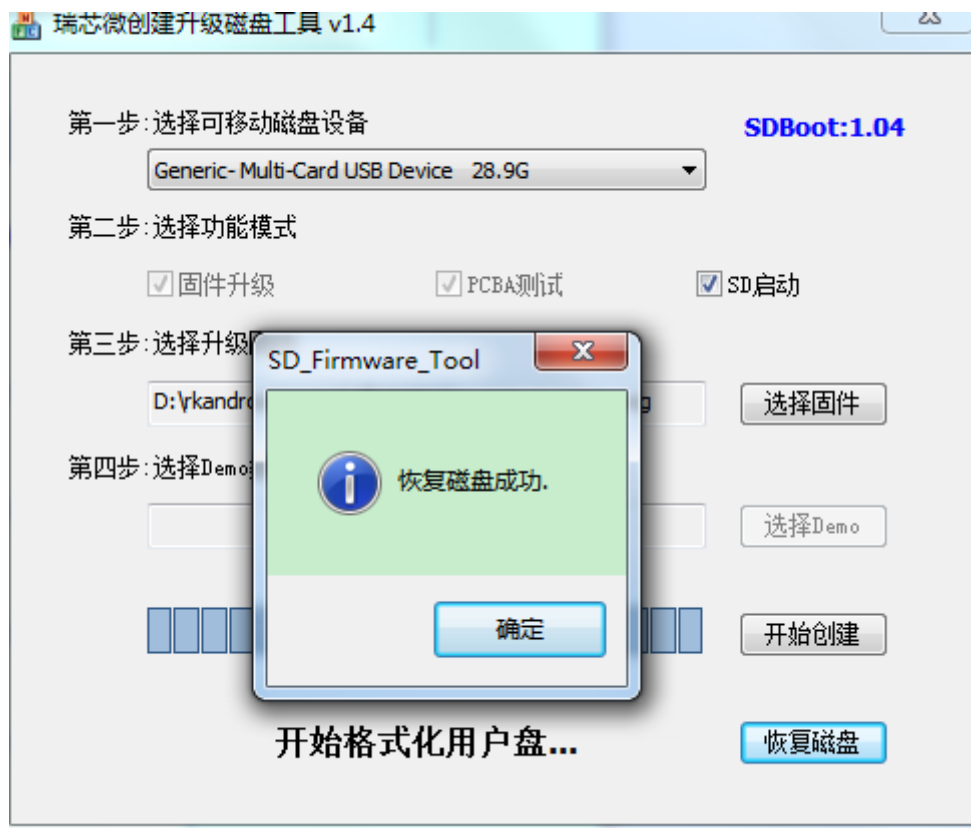 瑞芯微创建升级磁盘工具 v1.4
第一步:选择可移动磁盘设备
SDBoot:1.04
Generic- Multi-Card USB Device 28.9G
第二步:选择功能模式
固件升级
PCBA测试
SD启动
第三步:选择升级
SD_Firmware_Tool
D:\rkandro
选择固件
第四步:选择Demo
恢复磁盘成功.
选择Demo
确定
开始创建
开始格式化用户盘...
恢复磁盘